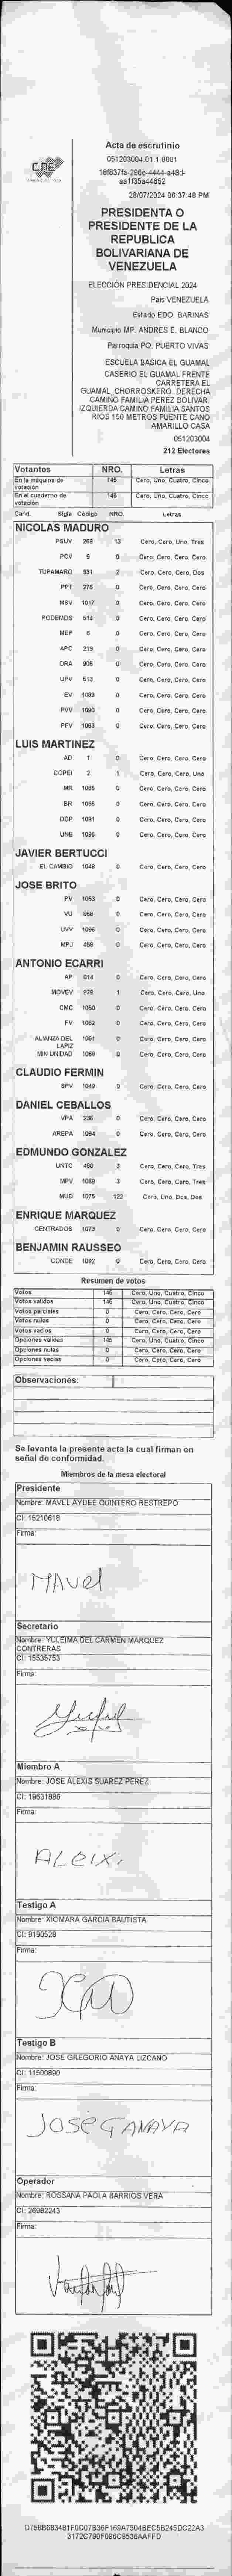 CNE
Acta de escrutinio
051203004.01.1.0001
28/07/2024 06:37:48 PM
PRESIDENTA O
PRESIDENTE DE LA
REPUBLICA
BOLIVARIANA DE
VENEZUELA
ELECCIÓN PRESIDENCIAL 2024
Pais VENEZUELA
Estado EDO. BARINAS
Municipio MP. ANDRES E. BLANCO
Parroquia PQ. PUERTO VIVAS
ESCUELA BASICA EL GUAMAL
CASERIO EL GUAMAL FRENTE
CARRETERA EL
GUAMAL_CHORROSKERO. DERECHA
CAMINO FAMILIA PEREZ BOLIVAR.
IZQUIERDA CAMINO FAMILIA SANTOS
RIOS 150 METROS PUENTE CANO
AMARILLO CASA
051203004
212 Electores
Votantes NRO. Letras
En la máquina de votación 145 Cero, Uno, Cuatro, Cinco
En el cuaderno de votación 145 Cero, Uno, Cuatro, Cinco
Cand. Sigla Código NRO. Letras
NICOLAS MADURO
PSUV 268 13 Cero, Cero, Uno, Tres
PCV 9 0 Cero, Cero, Cero, Cero
TUPAMARO 931 2 Cero, Cero, Cero, Dos
PPT 276 0 Cero, Cero, Cero, Cero
MSV 1017 0 Cero, Cero, Cero, Cero
PODEMOS 514 0 Cero, Cero, Cero, Cero
MEP 6 0 Cero, Cero, Cero, Cero
APC 219 0 Cero, Cero, Cero, Cero
ORA 906 0 Cero, Cero, Cero, Cero
UPV 513 0 Cero, Cero, Cero, Cero
EV 1089 0 Cero, Cero, Cero, Cero
PVV 1090 0 Cero, Cero, Cero, Cero
PFV 1093 0 Cero, Cero, Cero, Cero
LUIS MARTINEZ
AD 1 0 Cero, Cero, Cero, Cero
COPEI 2 1 Cero, Cero, Cero, Uno
MR 1065 0 Cero, Cero, Cero, Cero
BR 1066 0 Cero, Cero, Cero, Cero
DDP 1091 0 Cero, Cero, Cero, Cero
UNE 1095 0 Cero, Cero, Cero, Cero
JAVIER BERTUCCI
EL CAMBIO 1048 0 Cero, Cero, Cero, Cero
JOSE BRITO
PV 1053 0 Cero, Cero, Cero, Cero
VU 868 0 Cero, Cero, Cero, Cero
UVV 1096 0 Cero, Cero, Cero, Cero
MPJ 459 0 Cero, Cero, Cero, Cero
ANTONIO ECARRI
AP 814 0 Cero, Cero, Cero, Cero
MOVEV 976 1 Cero, Cero, Cero, Uno
CMC 1050 0 Cero, Cero, Cero, Cero
FV 1062 0 Cero, Cero, Cero, Cero
ALIANZA DEL LAPIZ 1051 0 Cero, Cero, Cero, Cero
MIN UNIDAD 1068 0 Cero, Cero, Cero, Cero
CLAUDIO FERMIN
SPV 1049 0 Cero, Cero, Cero, Cero
DANIEL CEBALLOS
VPA 236 0 Cero, Cero, Cero, Cero
AREPA 1094 0 Cero, Cero, Cero, Cero
EDMUNDO GONZALEZ
UNTC 480 3 Cero, Cero, Cero, Tres
MPV 1069 3 Cero, Cero, Cero, Tres
MUD 1075 122 Cero, Uno, Dos, Dos
ENRIQUE MARQUEZ
CENTRADOS 1073 0 Cero, Cero, Cero, Cero
BENJAMIN RAUSSEO
CONDE 1092 0 Cero, Cero, Cero, Cero
Resumen de votos
Votos 145 Cero, Uno, Cuatro, Cinco
Votos válidos 145 Cero, Uno, Cuatro, Cinco
Votos parciales 0 Cero, Cero, Cero, Cero
Votos nulos 0 Cero, Cero, Cero, Cero
Votos vacíos 0 Cero, Cero, Cero, Cero
Opciones válidas 145 Cero, Uno, Cuatro, Cinco
Opciones nulas 0 Cero, Cero, Cero, Cero
Opciones vacías 0 Cero, Cero, Cero, Cero
Observaciones:
Se levanta la presente acta la cual firman en
señal de conformidad.
Miembros de la mesa electoral
Presidente
Nombre: MAVEL AYDEE QUINTERO RESTREPO
CI: 15210618
Firma:
MAvel
Secretario
Nombre: YULEIMA DEL CARMEN MARQUEZ
CONTRERAS
CI: 15535753
Firma:
Miembro A
Nombre: JOSE ALEXIS SUAREZ PEREZ
CI: 19631886
Firma:
ALeixi
Testigo A
Nombre: XIOMARA GARCIA BAUTISTA
CI: 9190528
Firma:
Testigo B
Nombre: JOSE GREGORIO ANAYA LIZCANO
CI: 11500890
Firma:
JOSE G ANAYA
Operador
Nombre: ROSSANA PAOLA BARRIOS VERA
CI: 26982243
Firma: